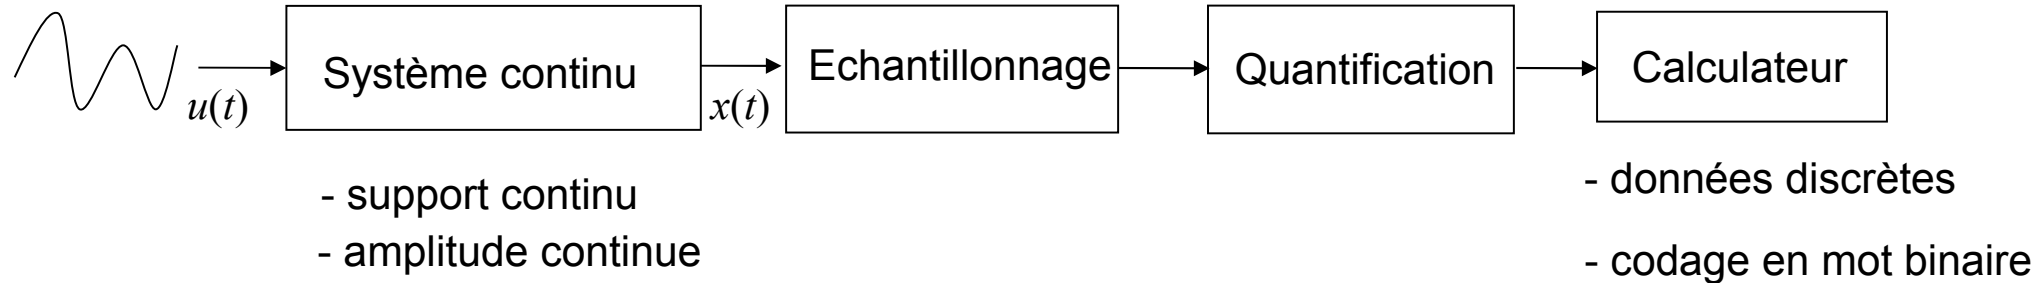 Système continu
Echantillonnage
Quantification
Calculateur
u(t)
x(t)
- support continu
- amplitude continue
- données discrètes
- codage en mot binaire